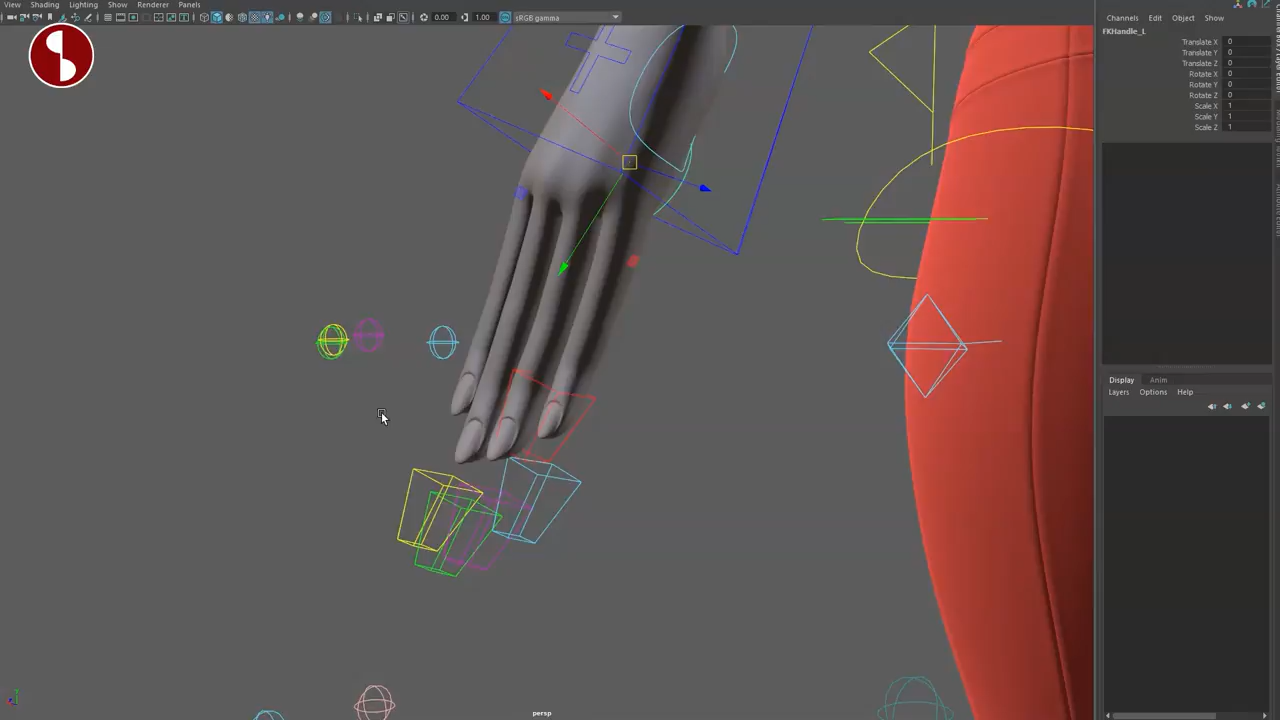 View Shading Lighting Show Renderer Panels
0.00 1.00 sRGB gamma
Channels Edit Object Show
FKHandle_L
Translate X 0
Translate Y 0
Translate Z 0
Rotate X 0
Rotate Y 0
Rotate Z 0
Scale X 1
Scale Y 1
Scale Z 1
Display Anim
Layers Options Help
persp